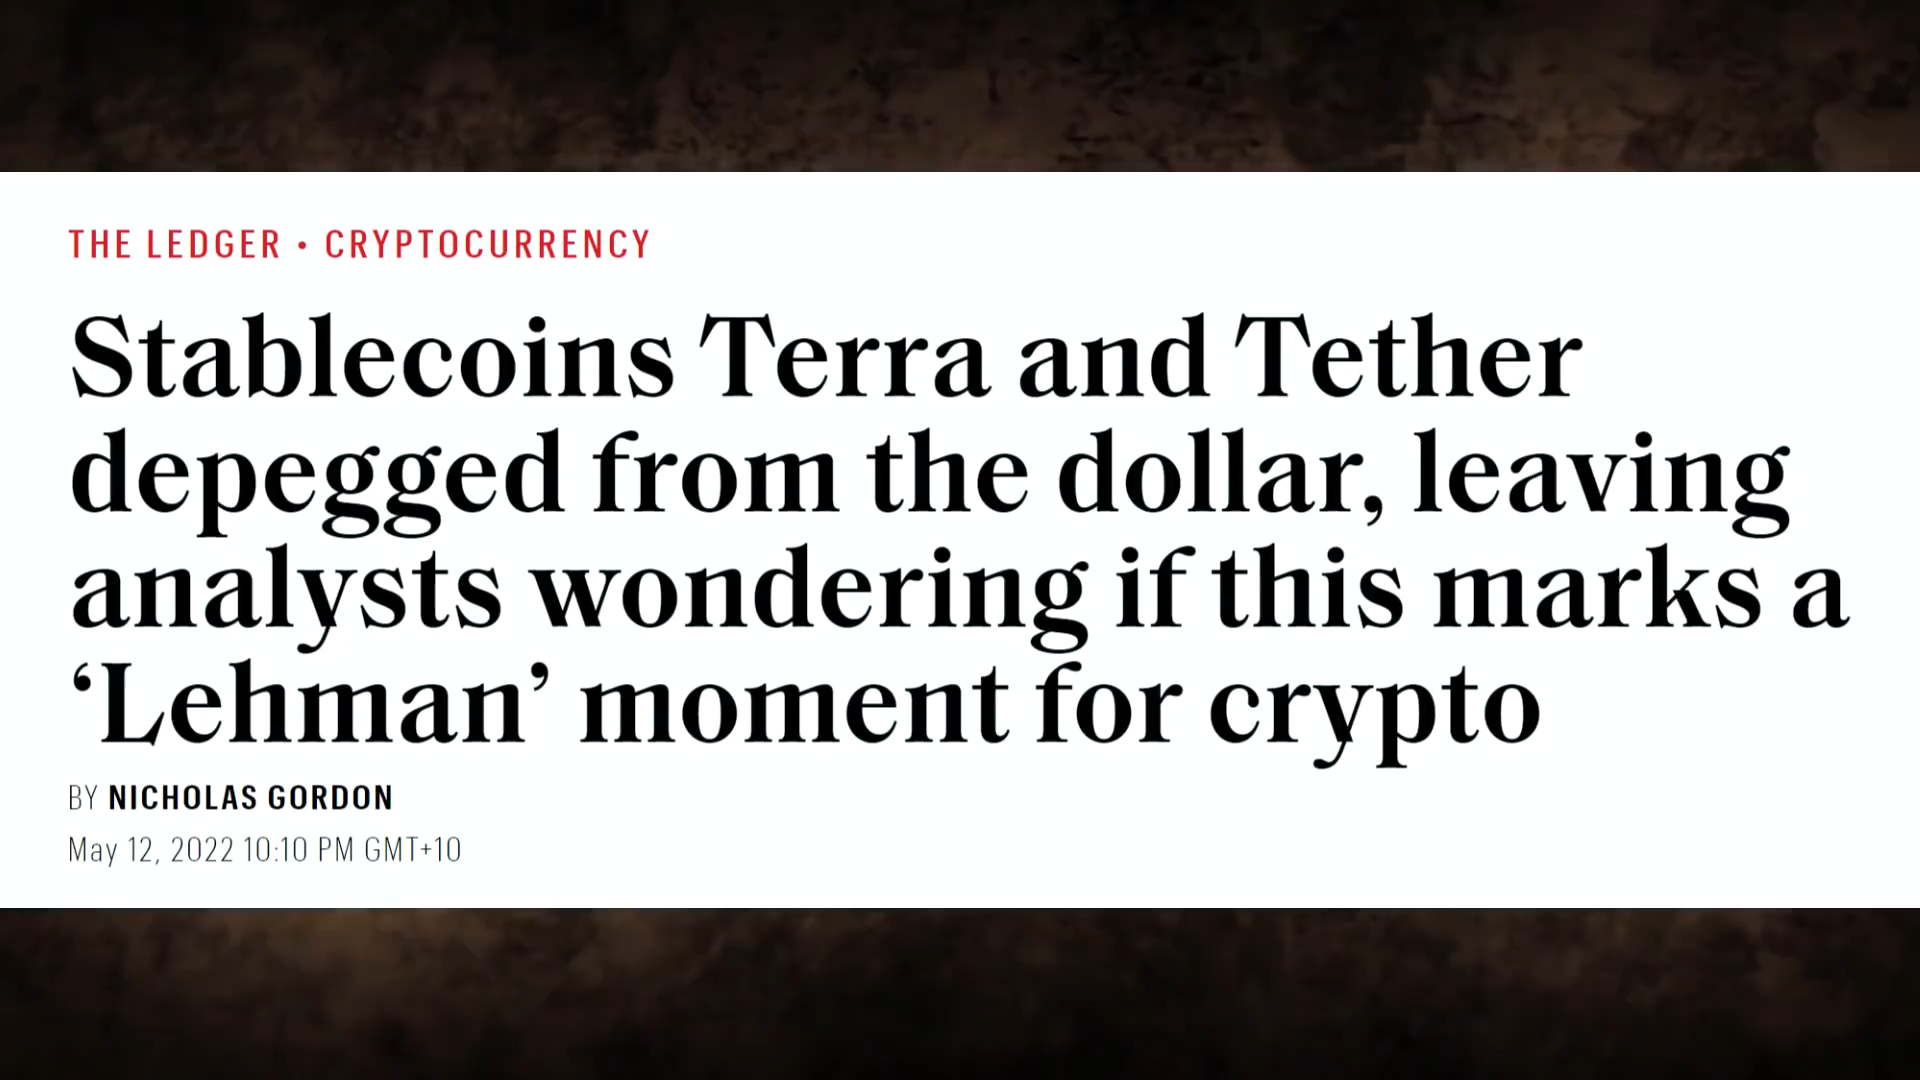 THE LEDGER • CRYPTOCURRENCY
Stablecoins Terra and Tether
depegged from the dollar, leaving
analysts wondering if this marks a
‘Lehman’ moment for crypto
BY NICHOLAS GORDON
May 12, 2022 10:10 PM GMT+10